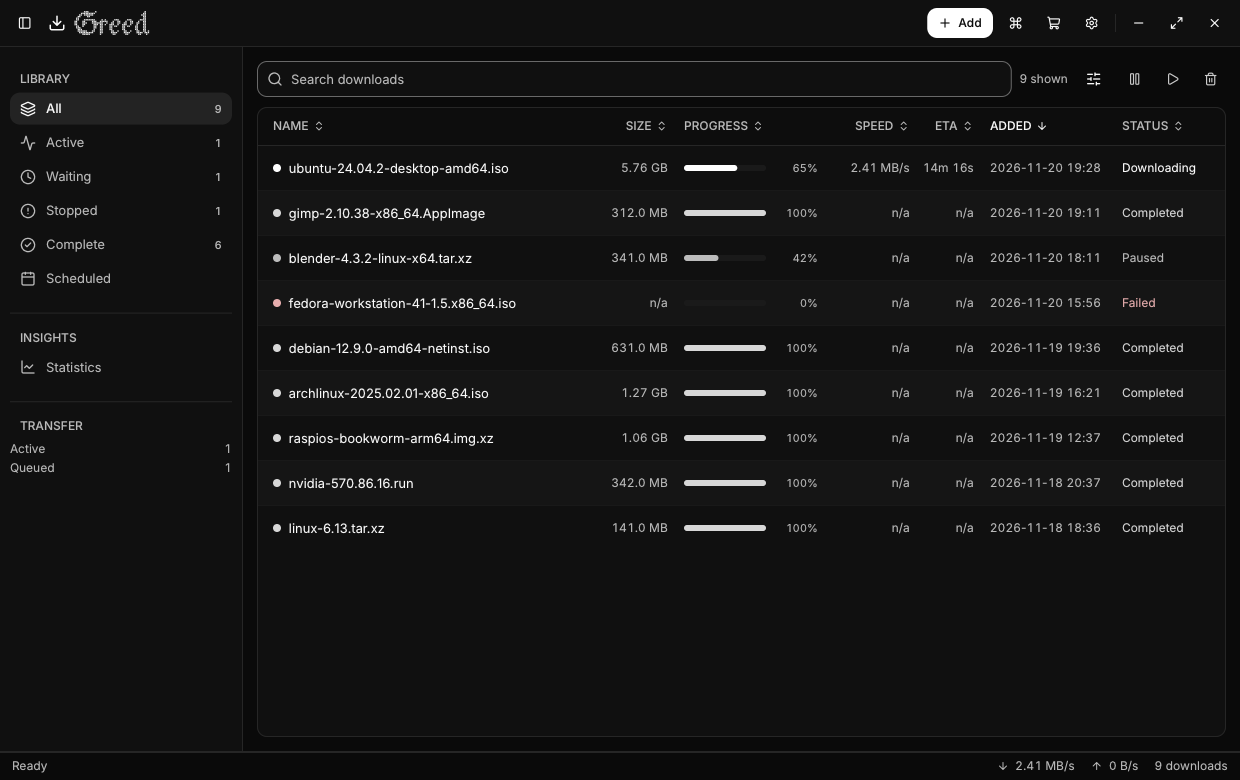 Greed
Add
LIBRARY
All 9
Active 1
Waiting 1
Stopped 1
Complete 6
Scheduled
INSIGHTS
Statistics
TRANSFER
Active 1
Queued 1
Search downloads
9 shown
NAME SIZE PROGRESS SPEED ETA ADDED STATUS
ubuntu-24.04.2-desktop-amd64.iso 5.76 GB 65% 2.41 MB/s 14m 16s 2026-11-20 19:28 Downloading
gimp-2.10.38-x86_64.AppImage 312.0 MB 100% n/a n/a 2026-11-20 19:11 Completed
blender-4.3.2-linux-x64.tar.xz 341.0 MB 42% n/a n/a 2026-11-20 18:11 Paused
fedora-workstation-41-1.5.x86_64.iso n/a 0% n/a n/a 2026-11-20 15:56 Failed
debian-12.9.0-amd64-netinst.iso 631.0 MB 100% n/a n/a 2026-11-19 19:36 Completed
archlinux-2025.02.01-x86_64.iso 1.27 GB 100% n/a n/a 2026-11-19 16:21 Completed
raspios-bookworm-arm64.img.xz 1.06 GB 100% n/a n/a 2026-11-19 12:37 Completed
nvidia-570.86.16.run 342.0 MB 100% n/a n/a 2026-11-18 20:37 Completed
linux-6.13.tar.xz 141.0 MB 100% n/a n/a 2026-11-18 18:36 Completed
Ready
2.41 MB/s 0 B/s 9 downloads